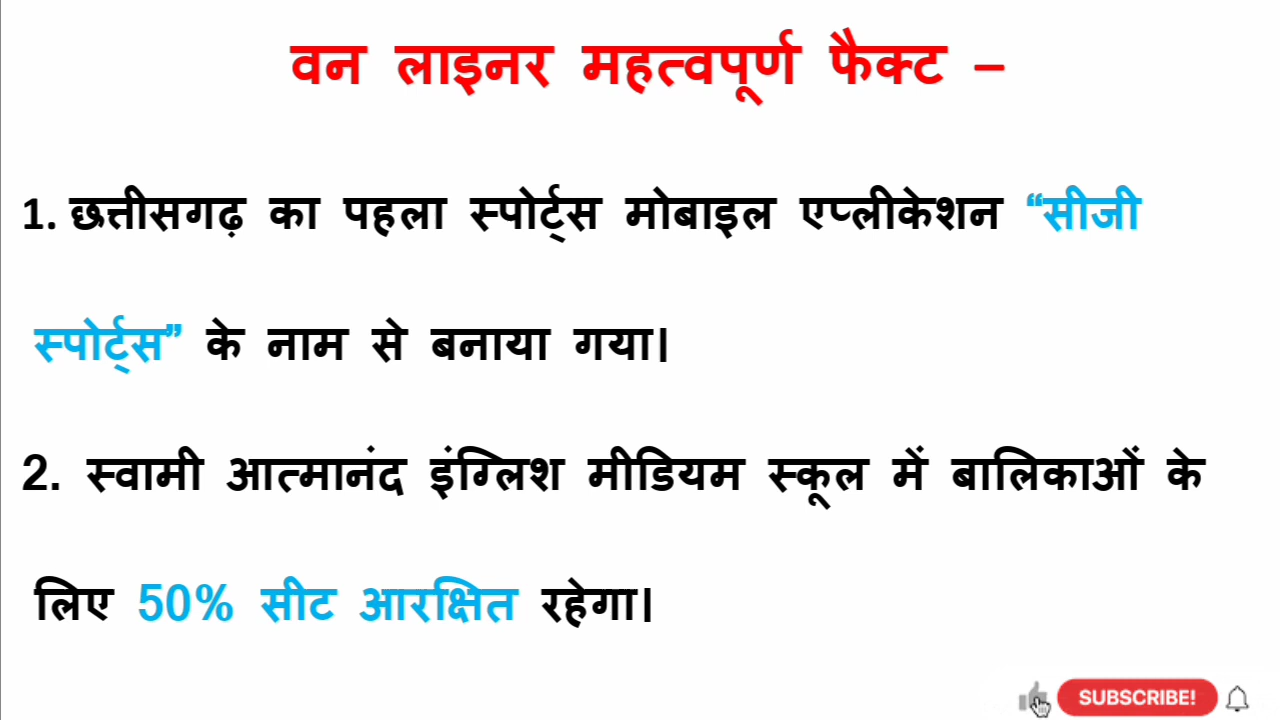 वन लाइनर महत्वपूर्ण फैक्ट –
1. छत्तीसगढ़ का पहला स्पोर्ट्स मोबाइल एप्लीकेशन “सीजी
स्पोर्ट्स” के नाम से बनाया गया।
2. स्वामी आत्मानंद इंग्लिश मीडियम स्कूल में बालिकाओं के
लिए 50% सीट आरक्षित रहेगा।
SUBSCRIBE!